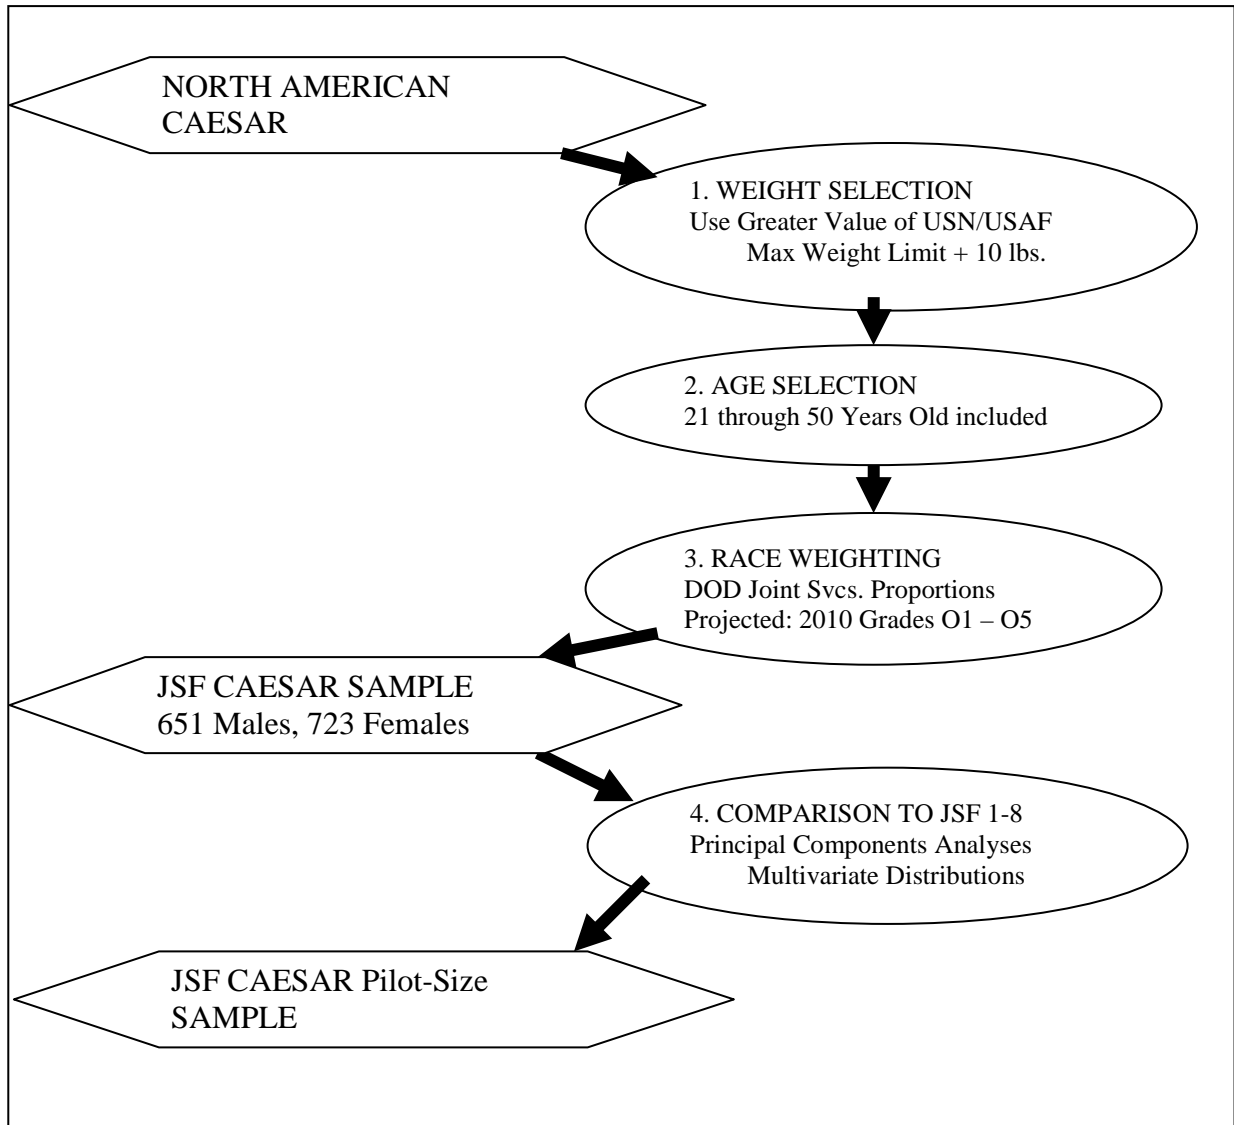 NORTH AMERICAN
CAESAR
1. WEIGHT SELECTION
Use Greater Value of USN/USAF
Max Weight Limit + 10 lbs.
2. AGE SELECTION
21 through 50 Years Old included
3. RACE WEIGHTING
DOD Joint Svcs. Proportions
Projected: 2010 Grades O1 – O5
JSF CAESAR SAMPLE
651 Males, 723 Females
4. COMPARISON TO JSF 1-8
Principal Components Analyses
Multivariate Distributions
JSF CAESAR Pilot-Size
SAMPLE